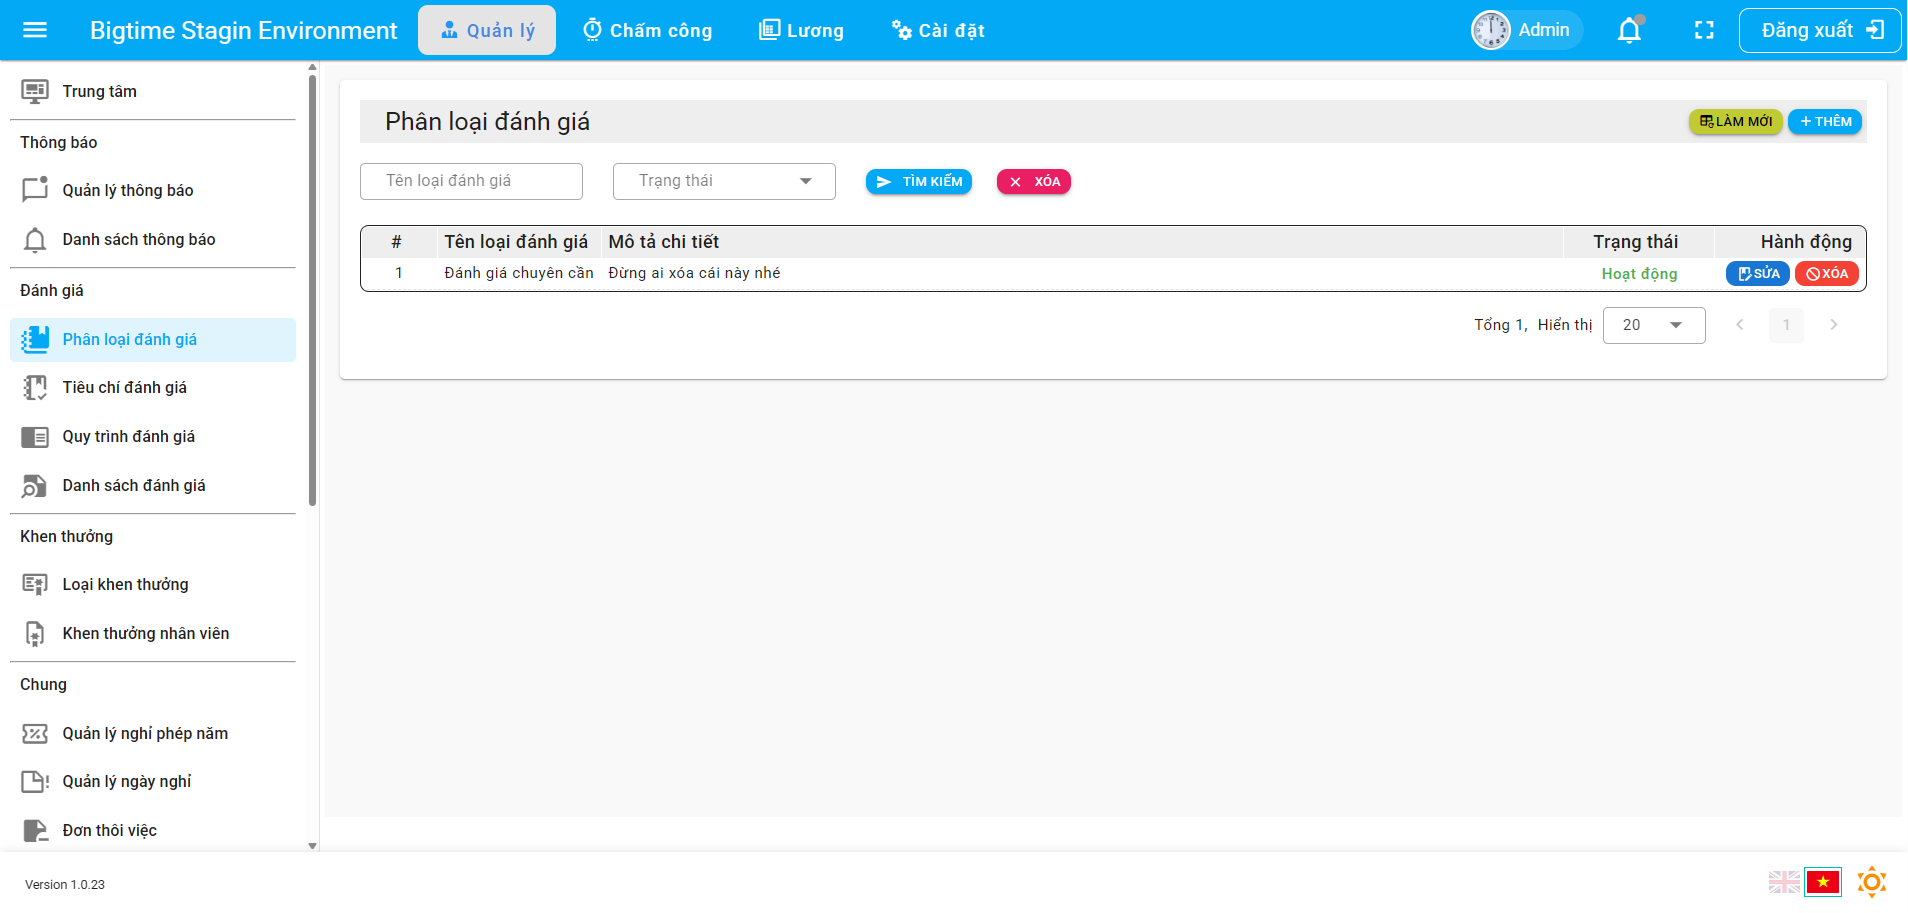 Bigtime Stagin Environment
Quản lý
Chấm công
Lương
Cài đặt
Admin
Đăng xuất
Trung tâm
Thông báo
Quản lý thông báo
Danh sách thông báo
Đánh giá
Phân loại đánh giá
Tiêu chí đánh giá
Quy trình đánh giá
Danh sách đánh giá
Khen thưởng
Loại khen thưởng
Khen thưởng nhân viên
Chung
Quản lý nghỉ phép năm
Quản lý ngày nghỉ
Đơn thôi việc
Phân loại đánh giá
LÀM MỚI
THÊM
Tên loại đánh giá
Trạng thái
TÌM KIẾM
XÓA
# Tên loại đánh giá Mô tả chi tiết Trạng thái Hành động
1 Đánh giá chuyên cần Đừng ai xóa cái này nhé Hoạt động SỬA XÓA
Tổng 1, Hiển thị 20 1
Version 1.0.23